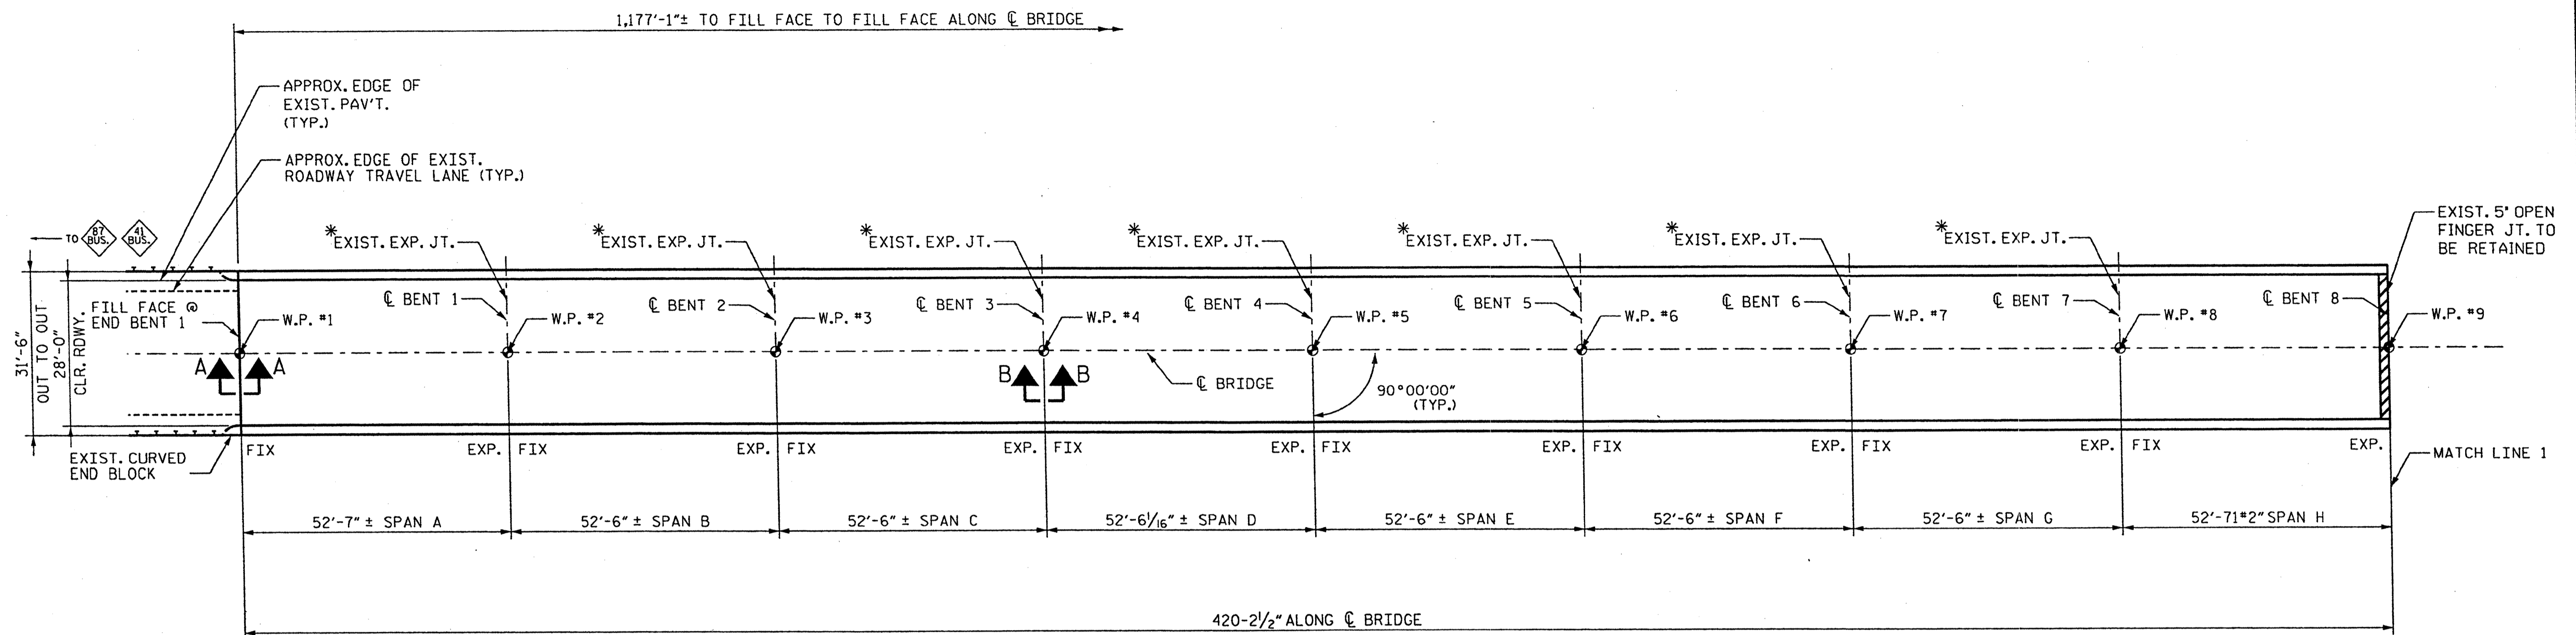 1,177'-1"± TO FILL FACE TO FILL FACE ALONG ℄ BRIDGE
APPROX. EDGE OF
EXIST. PAV'T.
(TYP.)
APPROX. EDGE OF EXIST.
ROADWAY TRAVEL LANE (TYP.)
TO 87 BUS. 41 BUS.
*EXIST. EXP. JT.
*EXIST. EXP. JT.
*EXIST. EXP. JT.
*EXIST. EXP. JT.
*EXIST. EXP. JT.
*EXIST. EXP. JT.
*EXIST. EXP. JT.
EXIST. 5" OPEN
FINGER JT. TO
BE RETAINED
31'-6"
OUT TO OUT
28'-0"
CLR. RDWY.
FILL FACE @
END BENT 1
℄ BENT 1
℄ BENT 2
℄ BENT 3
℄ BENT 4
℄ BENT 5
℄ BENT 6
℄ BENT 7
℄ BENT 8
W.P. #1
W.P. #2
W.P. #3
W.P. #4
W.P. #5
W.P. #6
W.P. #7
W.P. #8
W.P. #9
A A
B B
℄ BRIDGE
90°00'00"
(TYP.)
EXIST. CURVED
END BLOCK
FIX
EXP. FIX
EXP. FIX
EXP. FIX
EXP. FIX
EXP. FIX
EXP. FIX
EXP. FIX
EXP.
MATCH LINE 1
52'-7" ± SPAN A
52'-6" ± SPAN B
52'-6" ± SPAN C
52'-6 1/16" ± SPAN D
52'-6" ± SPAN E
52'-6" ± SPAN F
52'-6" ± SPAN G
52'-71#2" SPAN H
420-2 1/2" ALONG ℄ BRIDGE